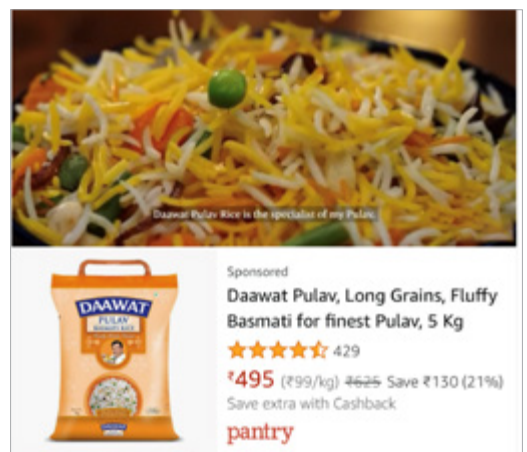 Daawat Pulav Rice is the specialist of my Pulav.
DAAWAT
PULAV
BASMATI RICE
Sponsored
Daawat Pulav, Long Grains, Fluffy
Basmati for finest Pulav, 5 Kg
429
₹495 (₹99/kg) ₹625 Save ₹130 (21%)
Save extra with Cashback
pantry